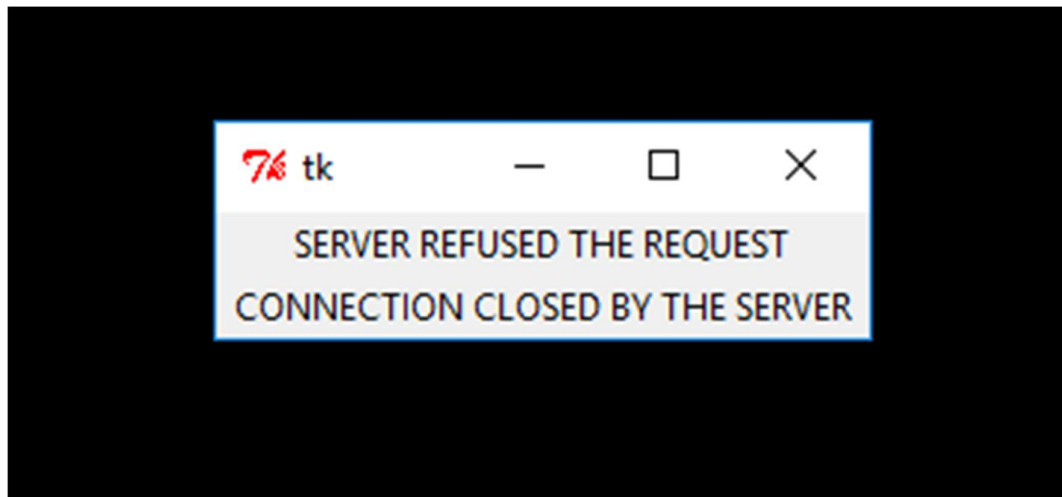 tk
SERVER REFUSED THE REQUEST
CONNECTION CLOSED BY THE SERVER